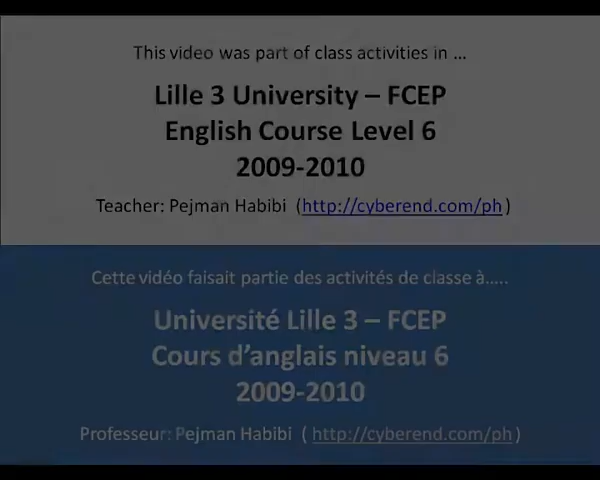 This video was part of class activities in ...
Lille 3 University – FCEP
English Course Level 6
2009-2010
Teacher: Pejman Habibi (http://cyberend.com/ph)
Cette vidéo faisait partie des activités de classe à.....
Université Lille 3 – FCEP
Cours d'anglais niveau 6
2009-2010
Professeur: Pejman Habibi ( http://cyberend.com/ph)